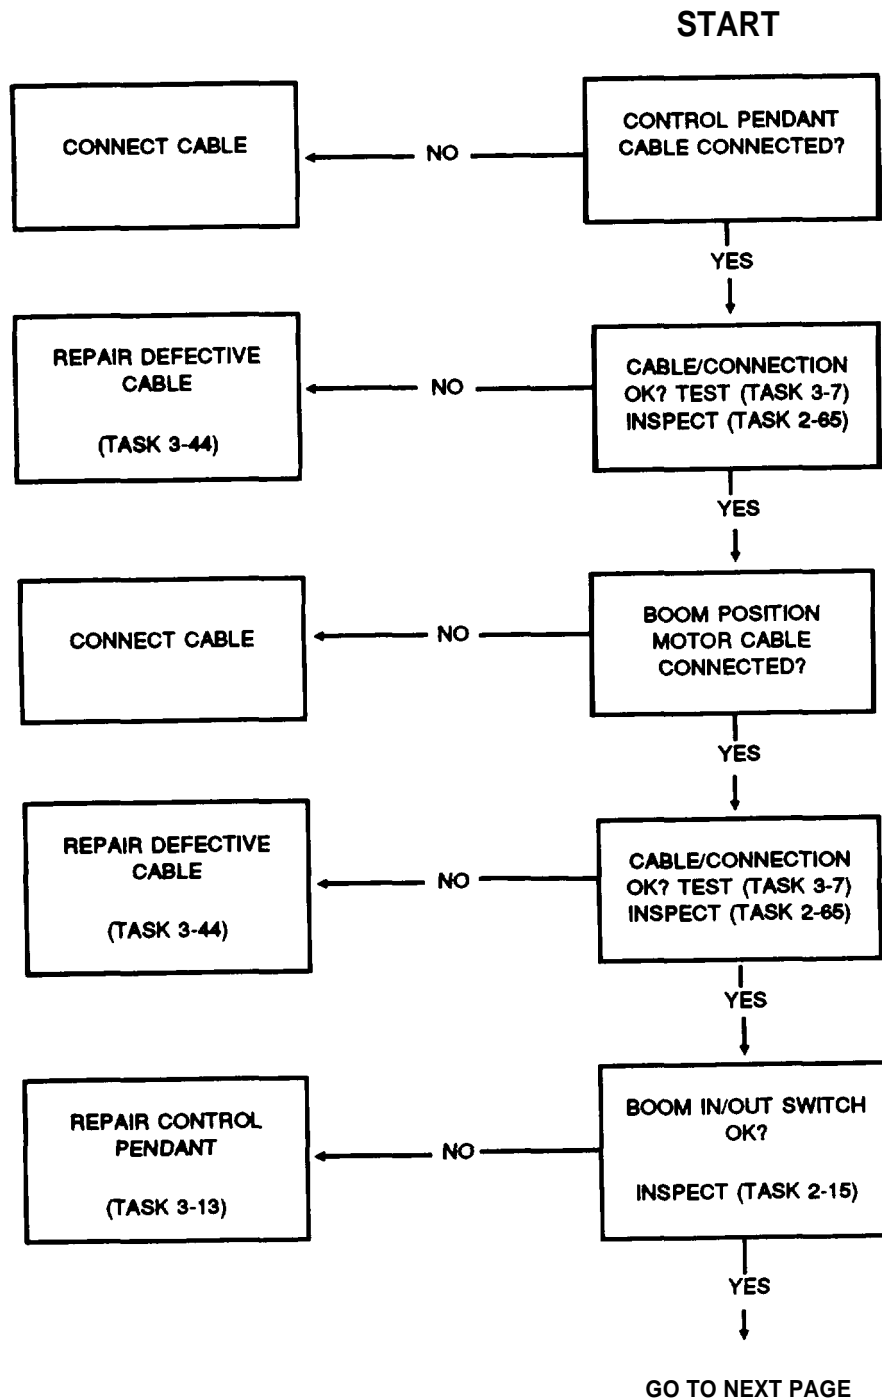 START
CONTROL PENDANT
CABLE CONNECTED?
NO
CONNECT CABLE
YES
CABLE/CONNECTION
OK? TEST (TASK 3-7)
INSPECT (TASK 2-65)
NO
REPAIR DEFECTIVE
CABLE
(TASK 3-44)
YES
BOOM POSITION
MOTOR CABLE
CONNECTED?
NO
CONNECT CABLE
YES
CABLE/CONNECTION
OK? TEST (TASK 3-7)
INSPECT (TASK 2-65)
NO
REPAIR DEFECTIVE
CABLE
(TASK 3-44)
YES
BOOM IN/OUT SWITCH
OK?
INSPECT (TASK 2-15)
NO
REPAIR CONTROL
PENDANT
(TASK 3-13)
YES
GO TO NEXT PAGE